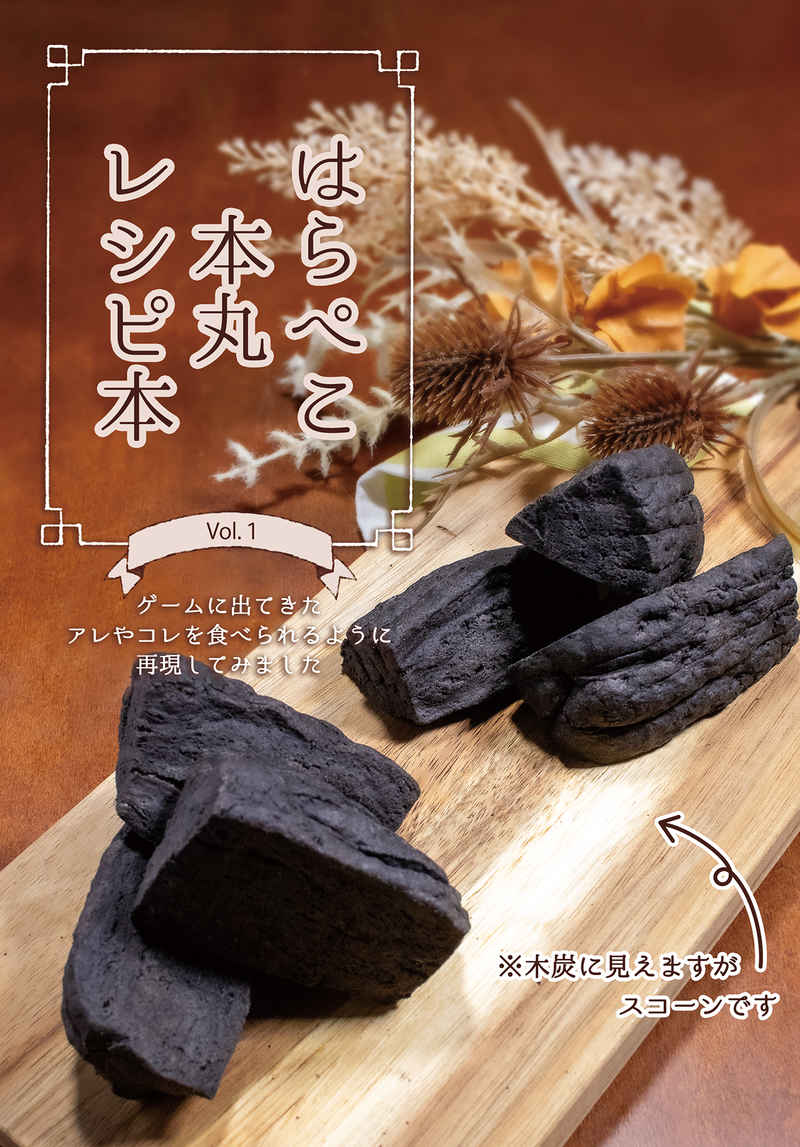 はらぺこ
本丸
レシピ本
Vol. 1
ゲームに出てきた
アレやコレを食べられるように
再現してみました
※木炭に見えますが
スコーンです